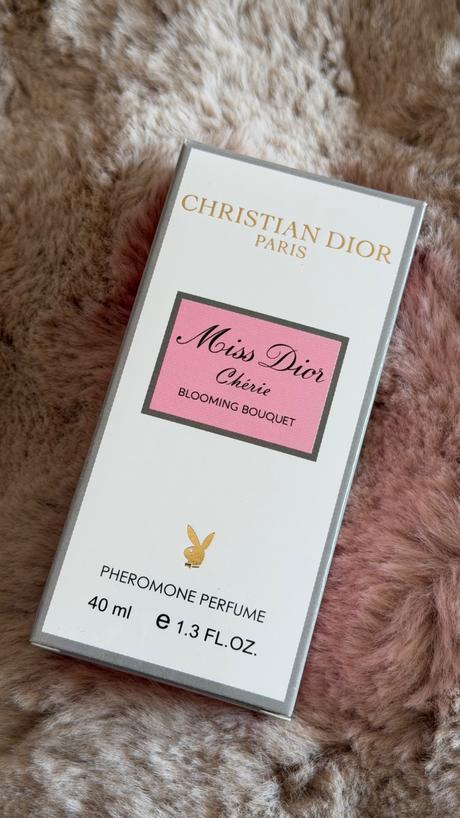 CHRISTIAN DIOR
PARIS
Miss Dior
Chérie
BLOOMING BOUQUET
PHEROMONE PERFUME
40 ml e 1.3 FL.OZ.